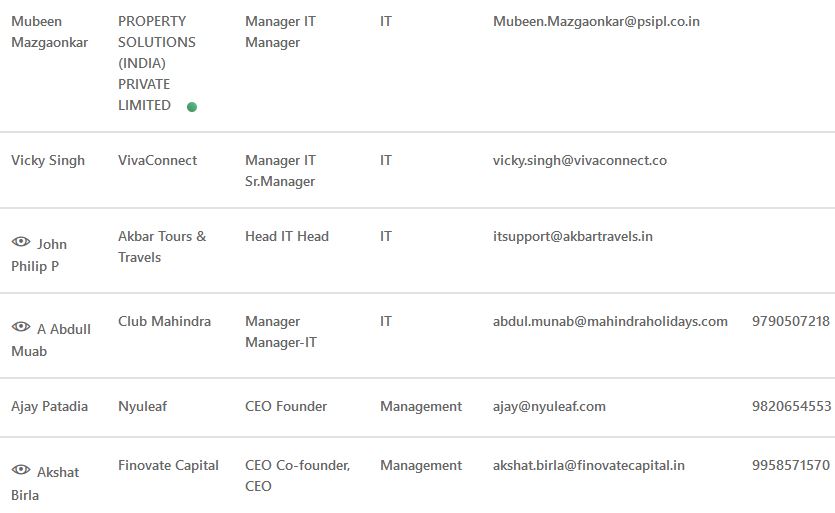 Mubeen PROPERTY Manager IT IT Mubeen.Mazgaonkar@psipl.co.in
Mazgaonkar SOLUTIONS Manager
(INDIA)
PRIVATE
LIMITED
Vicky Singh VivaConnect Manager IT IT vicky.singh@vivaconnect.co
Sr.Manager
John Akbar Tours & Head IT Head IT itsupport@akbartravels.in
Philip P Travels
A Abdull Club Mahindra Manager IT abdul.munab@mahindraholidays.com 9790507218
Muab Manager-IT
Ajay Patadia Nyuleaf CEO Founder Management ajay@nyuleaf.com 9820654553
Akshat Finovate Capital CEO Co-founder, Management akshat.birla@finovatecapital.in 9958571570
Birla CEO